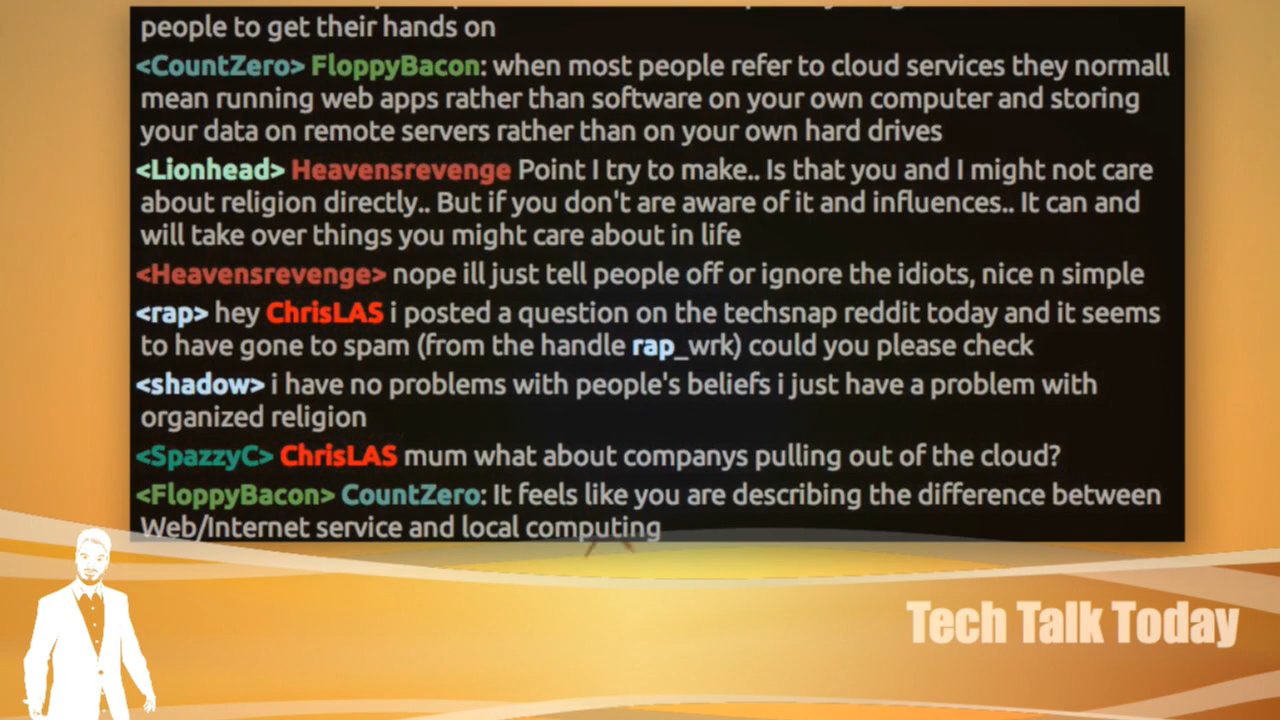 people to get their hands on
<CountZero> FloppyBacon: when most people refer to cloud services they normall
mean running web apps rather than software on your own computer and storing
your data on remote servers rather than on your own hard drives
<Lionhead> Heavensrevenge Point I try to make.. Is that you and I might not care
about religion directly.. But if you don't are aware of it and influences.. It can and
will take over things you might care about in life
<Heavensrevenge> nope ill just tell people off or ignore the idiots, nice n simple
<rap> hey ChrisLAS i posted a question on the techsnap reddit today and it seems
to have gone to spam (from the handle rap_wrk) could you please check
<shadow> i have no problems with people's beliefs i just have a problem with
organized religion
<SpazzyC> ChrisLAS mum what about companys pulling out of the cloud?
<FloppyBacon> CountZero: It feels like you are describing the difference between
Web/Internet service and local computing
Tech Talk Today